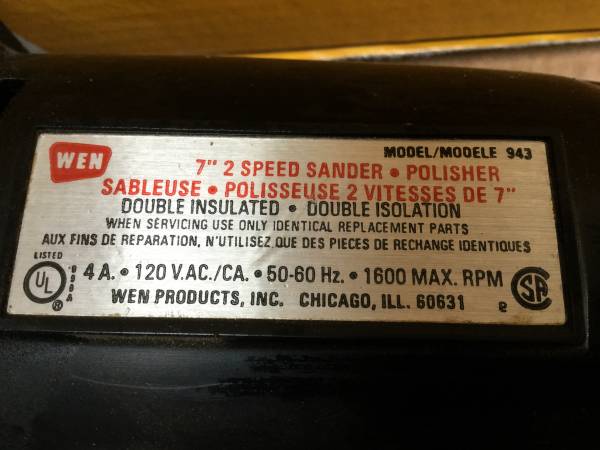 WEN
MODEL/MODELE 943
7" 2 SPEED SANDER • POLISHER
SABLEUSE • POLISSEUSE 2 VITESSES DE 7"
DOUBLE INSULATED • DOUBLE ISOLATION
WHEN SERVICING USE ONLY IDENTICAL REPLACEMENT PARTS
AUX FINS DE REPARATION, N'UTILISEZ QUE DES PIECES DE RECHANGE IDENTIQUES
LISTED
UL ®
4 A. • 120 V.AC./CA. • 50-60 Hz. • 1600 MAX. RPM
SA
WEN PRODUCTS, INC. CHICAGO, ILL. 60631